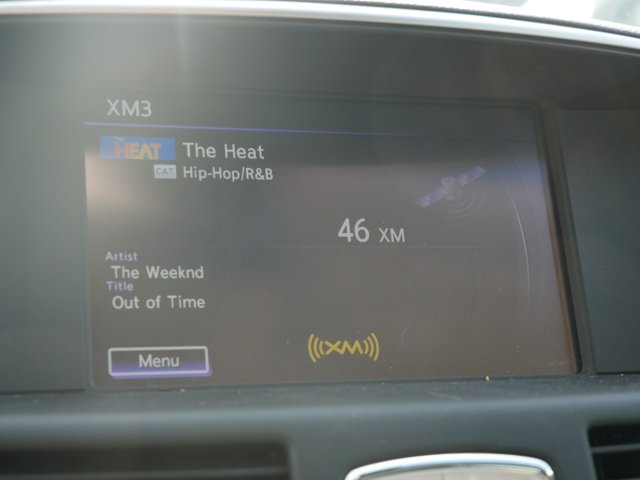 XM3
HEAT The Heat
CAT Hip-Hop/R&B
46 XM
Artist
The Weeknd
Title
Out of Time
Menu
((XM))